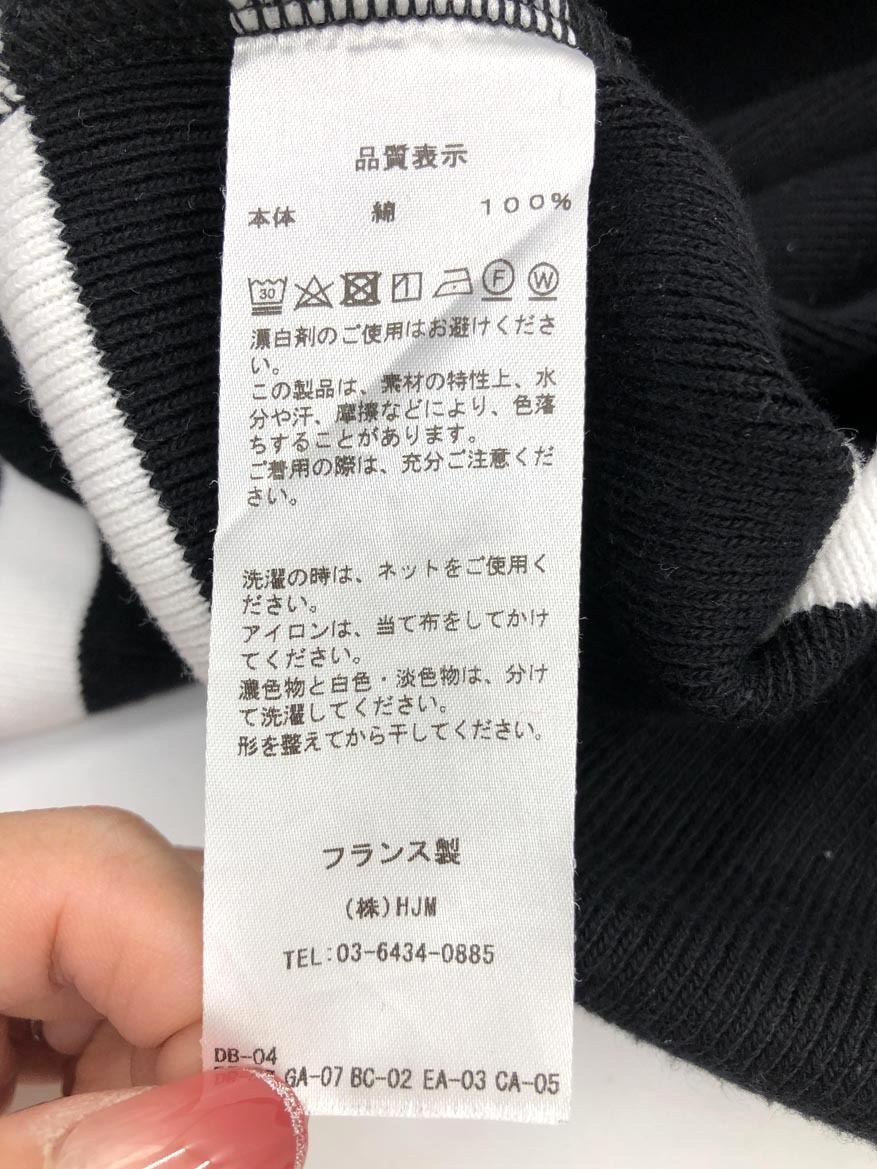 品質表示
本体 綿 100%
30 F W
漂白剤のご使用はお避けくださ
い。
この製品は、素材の特性上、水
分や汗、摩擦などにより、色落
ちすることがあります。
ご着用の際は、充分ご注意くだ
さい。
洗濯の時は、ネットをご使用く
ださい。
アイロンは、当て布をしてかけ
てください。
濃色物と白色・淡色物は、分け
て洗濯してください。
形を整えてから干してください。
フランス製
(株)HJM
TEL:03-6434-0885
DB-04
GA-07 BC-02 EA-03 CA-05